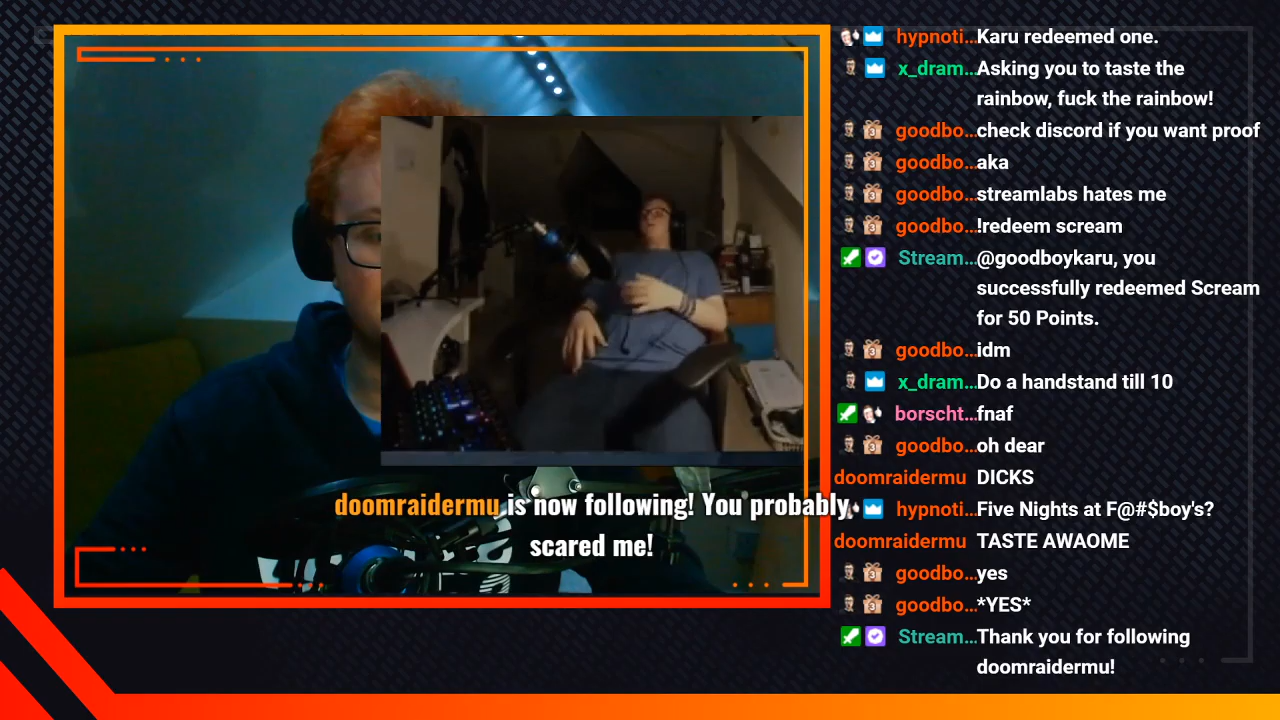 doomraidermu is now following! You probably
scared me!
hypnoti... Karu redeemed one.
x_dram... Asking you to taste the
rainbow, fuck the rainbow!
goodbo... check discord if you want proof
goodbo... aka
goodbo... streamlabs hates me
goodbo... !redeem scream
Stream... @goodboykaru, you
successfully redeemed Scream
for 50 Points.
goodbo... idm
x_dram... Do a handstand till 10
borscht... fnaf
goodbo... oh dear
doomraidermu DICKS
hypnoti... Five Nights at F@#$boy's?
doomraidermu TASTE AWAOME
goodbo... yes
goodbo... *YES*
Stream... Thank you for following
doomraidermu!